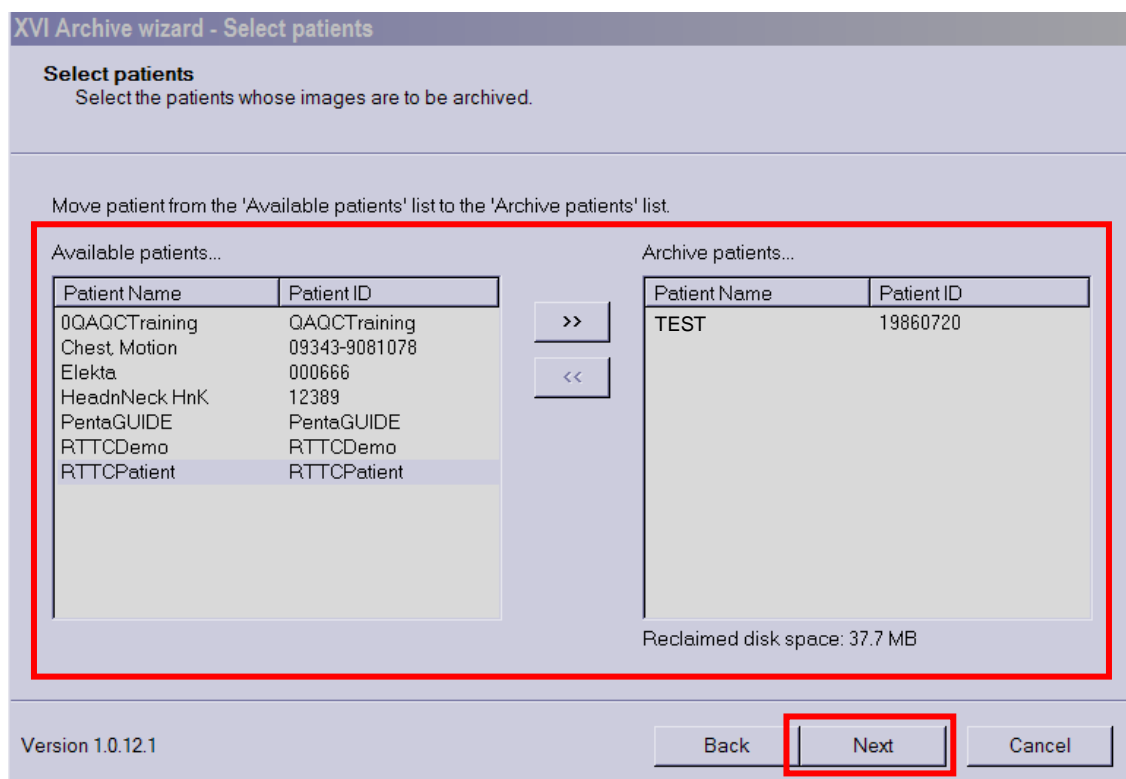 XVI Archive wizard - Select patients
Select patients
Select the patients whose images are to be archived.
Move patient from the 'Available patients' list to the 'Archive patients' list.
Available patients...
Patient Name Patient ID
0QAQCTraining QAQCTraining
Chest, Motion 09343-9081078
Elekta 000666
HeadnNeck HnK 12389
PentaGUIDE PentaGUIDE
RTTCDemo RTTCDemo
RTTCPatient RTTCPatient
>>
<<
Archive patients...
Patient Name Patient ID
TEST 19860720
Reclaimed disk space: 37.7 MB
Version 1.0.12.1
Back Next Cancel